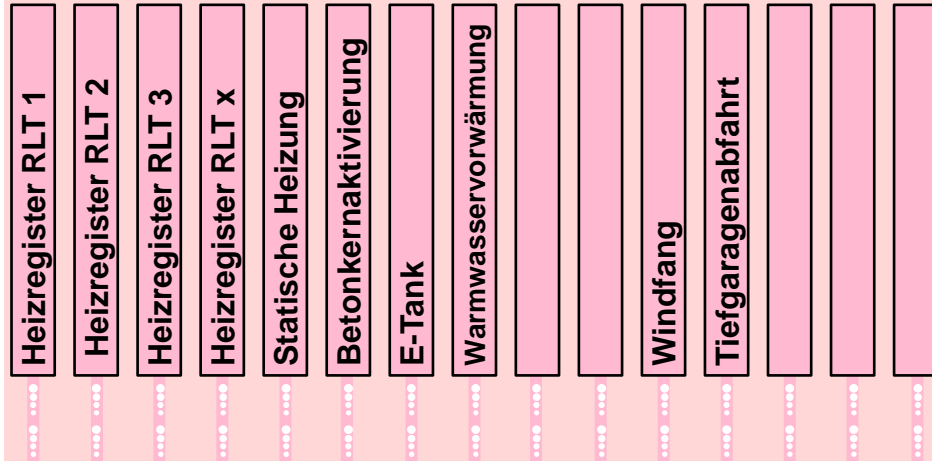 Heizregister RLT 1
Heizregister RLT 2
Heizregister RLT 3
Heizregister RLT x
Statische Heizung
Betonkernaktivierung
E-Tank
Warmwasservorwärmung
Windfang
Tiefgaragenabfahrt